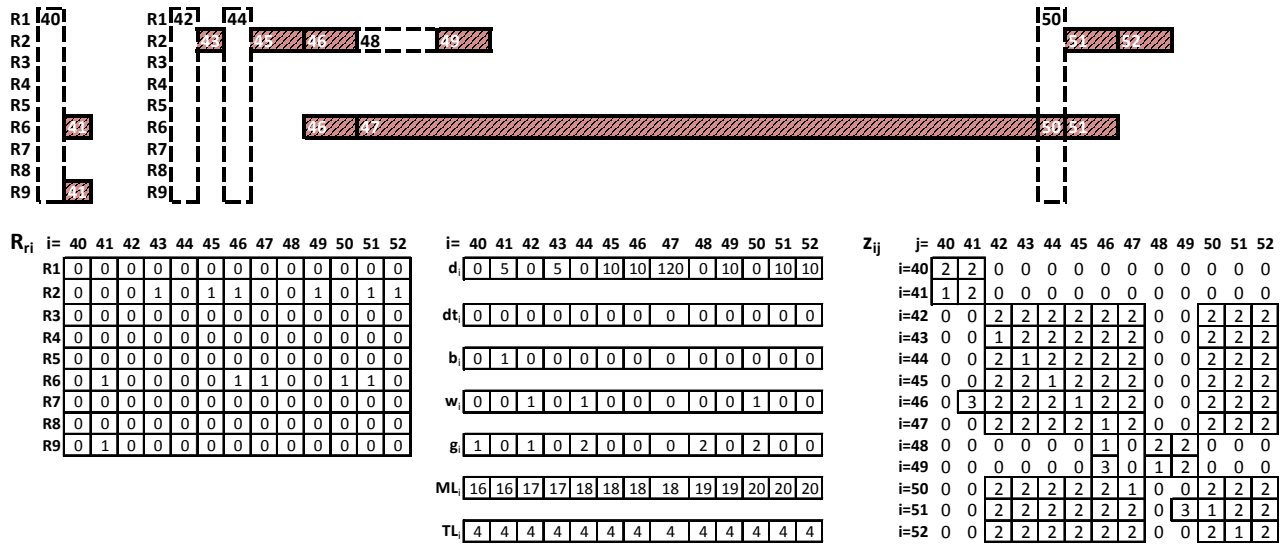 R1 40 R1 42 44 50
R2 R2 43 45 46 48 49 51 52
R3 R3
R4 R4
R5 R5
R6 41 R6 46 47 50 51
R7 R7
R8 R8
R9 41 R9
Rri i= 40 41 42 43 44 45 46 47 48 49 50 51 52
R1 0 0 0 0 0 0 0 0 0 0 0 0 0
R2 0 0 0 1 0 1 1 0 0 1 0 1 1
R3 0 0 0 0 0 0 0 0 0 0 0 0 0
R4 0 0 0 0 0 0 0 0 0 0 0 0 0
R5 0 0 0 0 0 0 0 0 0 0 0 0 0
R6 0 1 0 0 0 0 1 1 0 0 1 1 0
R7 0 0 0 0 0 0 0 0 0 0 0 0 0
R8 0 0 0 0 0 0 0 0 0 0 0 0 0
R9 0 1 0 0 0 0 0 0 0 0 0 0 0
i= 40 41 42 43 44 45 46 47 48 49 50 51 52
di 0 5 0 5 0 10 10 120 0 10 0 10 10
dti 0 0 0 0 0 0 0 0 0 0 0 0 0
bi 0 1 0 0 0 0 0 0 0 0 0 0 0
wi 0 0 1 0 1 0 0 0 0 0 1 0 0
gi 1 0 1 0 2 0 0 0 2 0 2 0 0
MLi 16 16 17 17 18 18 18 18 19 19 20 20 20
TLi 4 4 4 4 4 4 4 4 4 4 4 4 4
zij j= 40 41 42 43 44 45 46 47 48 49 50 51 52
i=40 2 2 0 0 0 0 0 0 0 0 0 0 0
i=41 1 2 0 0 0 0 0 0 0 0 0 0 0
i=42 0 0 2 2 2 2 2 2 0 0 2 2 2
i=43 0 0 1 2 2 2 2 2 0 0 2 2 2
i=44 0 0 2 1 2 2 2 2 0 0 2 2 2
i=45 0 0 2 2 1 2 2 2 0 0 2 2 2
i=46 0 3 2 2 2 1 2 2 0 0 2 2 2
i=47 0 0 2 2 2 2 1 2 0 0 2 2 2
i=48 0 0 0 0 0 0 1 0 2 2 0 0 0
i=49 0 0 0 0 0 0 3 0 1 2 0 0 0
i=50 0 0 2 2 2 2 2 1 0 0 2 2 2
i=51 0 0 2 2 2 2 2 2 0 3 1 2 2
i=52 0 0 2 2 2 2 2 2 0 0 2 1 2